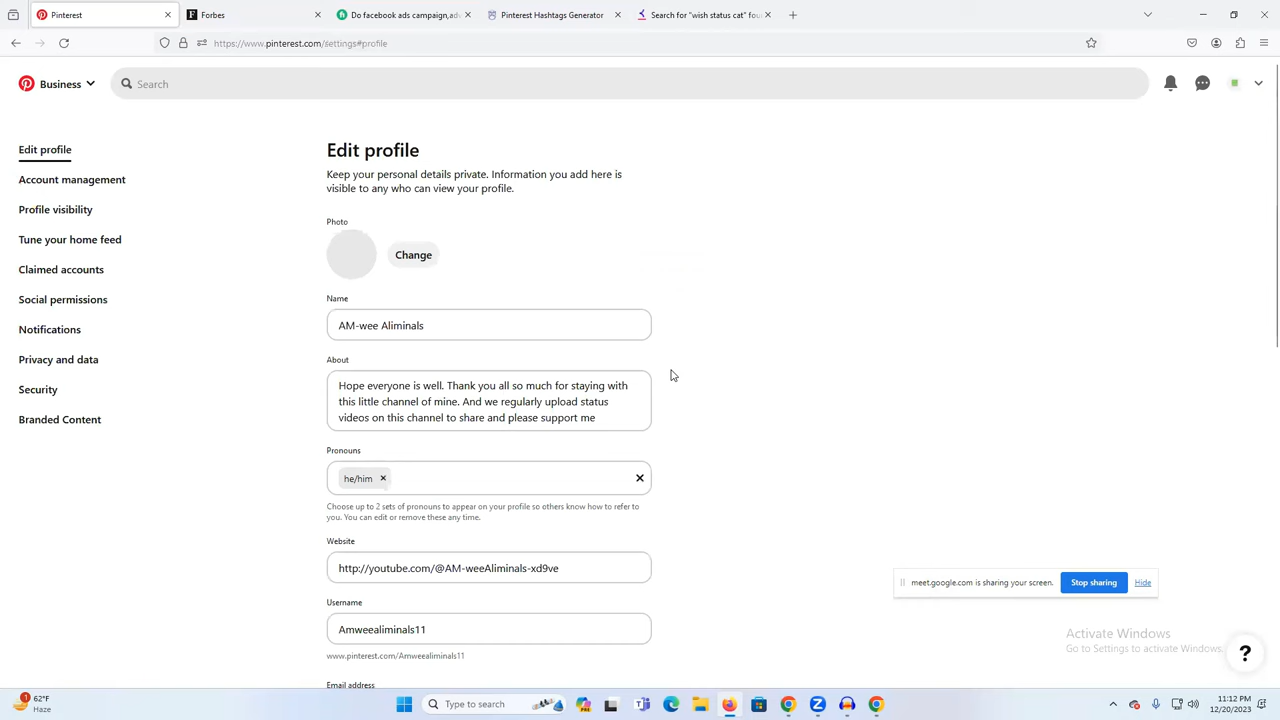 Pinterest
Forbes
Do facebook ads campaign,adv
Pinterest Hashtags Generator
Search for "wish status cat" fou
https://www.pinterest.com/settings#profile
Business
Search
Edit profile
Account management
Profile visibility
Tune your home feed
Claimed accounts
Social permissions
Notifications
Privacy and data
Security
Branded Content
Edit profile
Keep your personal details private. Information you add here is
visible to any who can view your profile.
Photo
Change
Name
AM-wee Aliminals
About
Hope everyone is well. Thank you all so much for staying with
this little channel of mine. And we regularly upload status
videos on this channel to share and please support me
Pronouns
he/him
Choose up to 2 sets of pronouns to appear on your profile so others know how to refer to
you. You can edit or remove these any time.
Website
http://youtube.com/@AM-weeAliminals-xd9ve
Username
Amweealiminals11
www.pinterest.com/Amweealiminals11
Email address
meet.google.com is sharing your screen.
Stop sharing
Hide
Activate Windows
Go to Settings to activate Windows.
?
1
62°F
Haze
Type to search
11:12 PM
12/20/2023